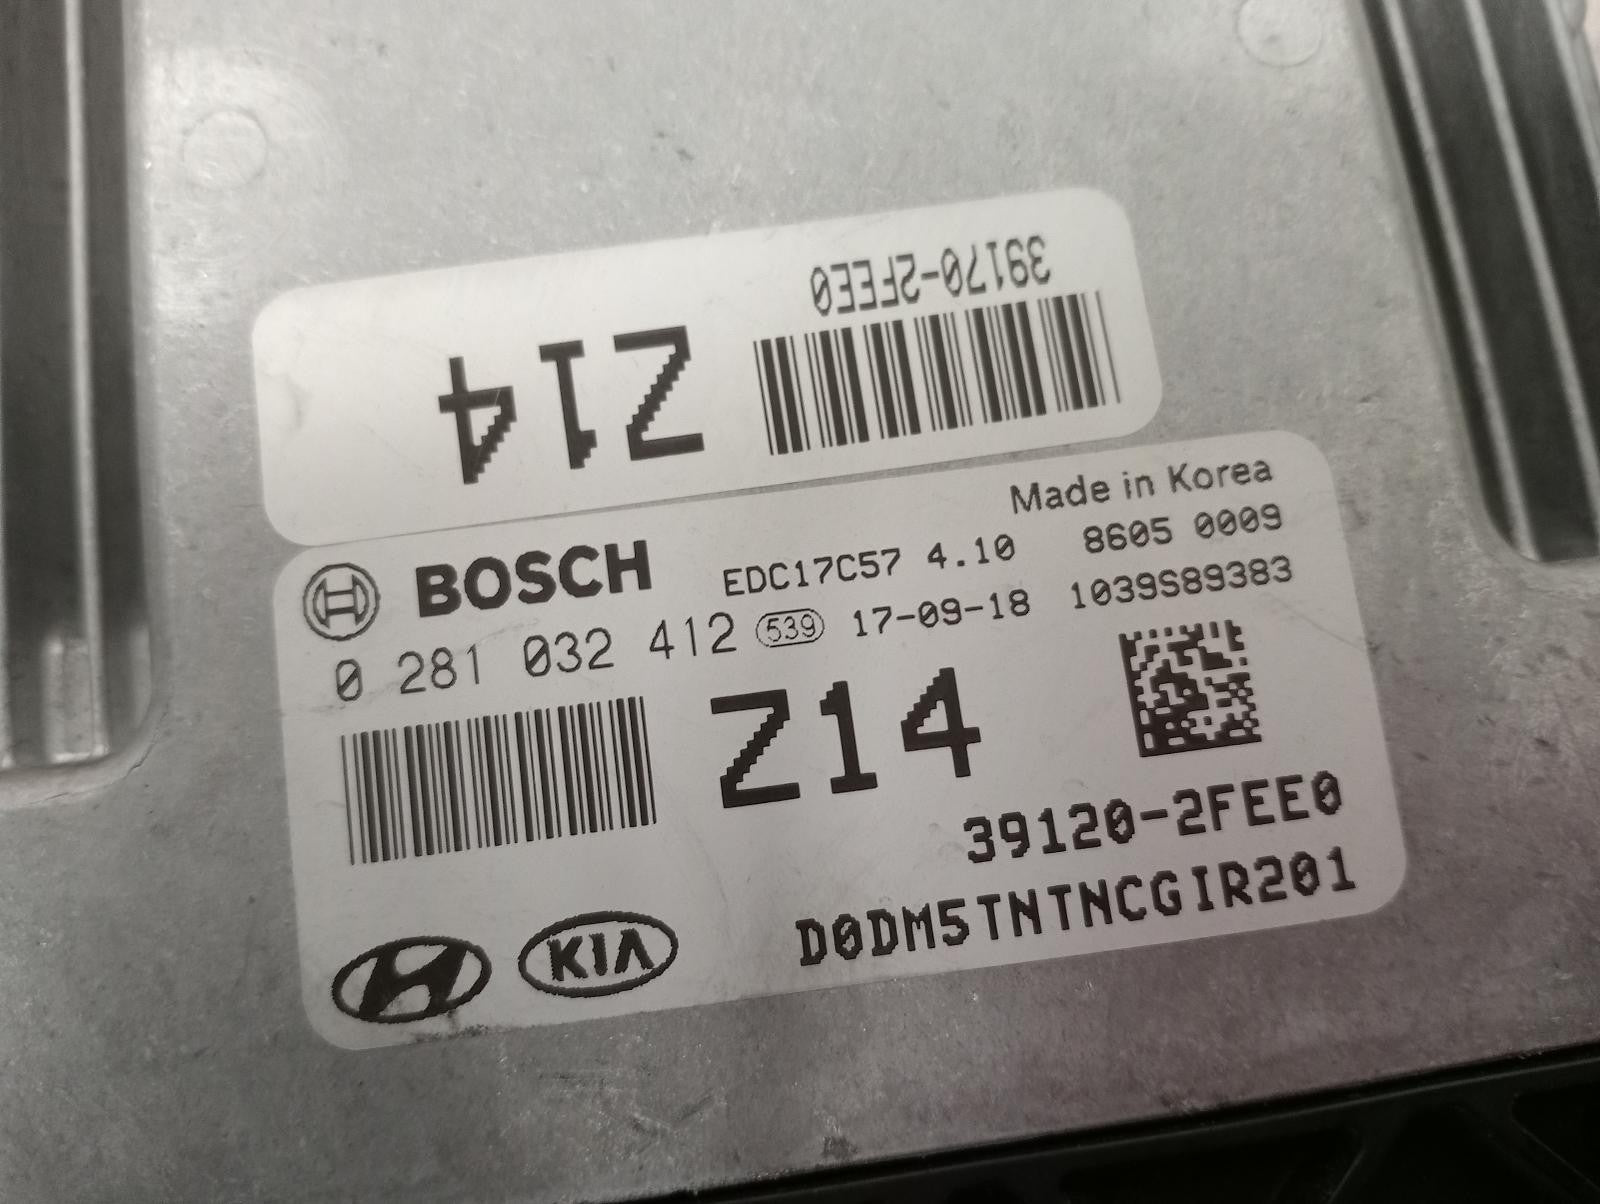 39170-2FEE0
Z14
Made in Korea
BOSCH EDC17C57 4.10 8605 0009
0 281 032 412 539 17-09-18 1039S89383
Z14
39120-2FEE0
D0DM5TNTNCGIR201
KIA